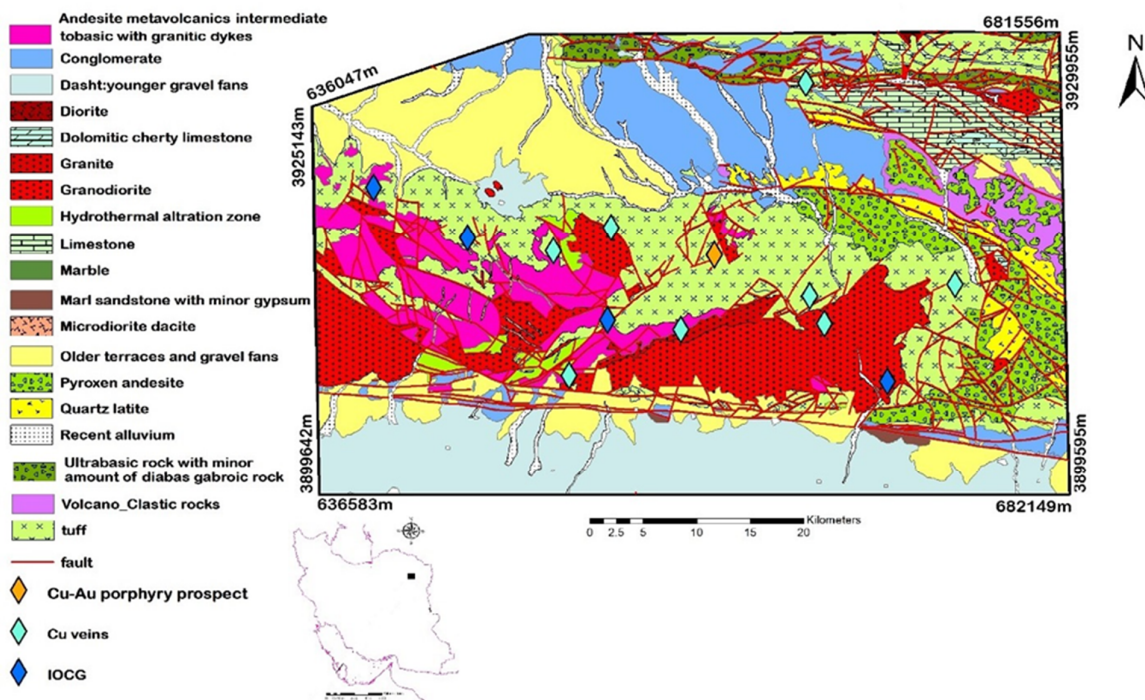 Andesite metavolcanics intermediate
tobasic with granitic dykes
Conglomerate
Dasht:younger gravel fans
Diorite
Dolomitic cherty limestone
Granite
Granodiorite
Hydrothermal altration zone
Limestone
Marble
Marl sandstone with minor gypsum
Microdiorite dacite
Older terraces and gravel fans
Pyroxen andesite
Quartz latite
Recent alluvium
Ultrabasic rock with minor
amount of diabas gabroic rock
Volcano_Clastic rocks
tuff
fault
Cu-Au porphyry prospect
Cu veins
IOCG
636047m
681556m
3925143m
3929955m
3899642m
3899595m
636583m
682149m
N
0 2.5 5 10 15 20
Kilometers